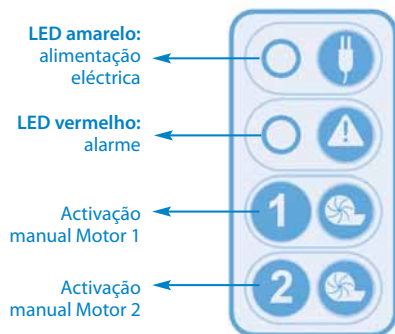 LED amarelo:
alimentação
eléctrica
LED vermelho:
alarme
Activação
manual Motor 1
1
Activação
manual Motor 2
2